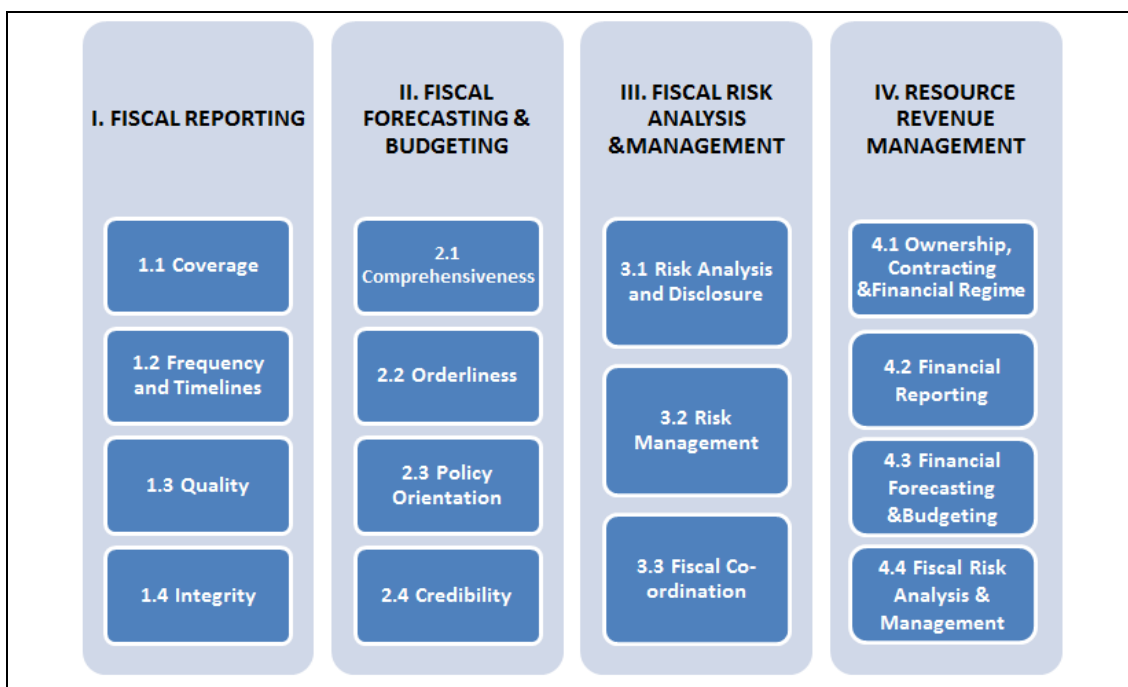 I. FISCAL REPORTING
1.1 Coverage
1.2 Frequency
and Timelines
1.3 Quality
1.4 Integrity
II. FISCAL
FORECASTING &
BUDGETING
2.1
Comprehensiveness
2.2 Orderliness
2.3 Policy
Orientation
2.4 Credibility
III. FISCAL RISK
ANALYSIS
&MANAGEMENT
3.1 Risk Analysis
and Disclosure
3.2 Risk
Management
3.3 Fiscal Co-
ordination
IV. RESOURCE
REVENUE
MANAGEMENT
4.1 Ownership,
Contracting
&Financial Regime
4.2 Financial
Reporting
4.3 Financial
Forecasting
&Budgeting
4.4 Fiscal Risk
Analysis &
Management